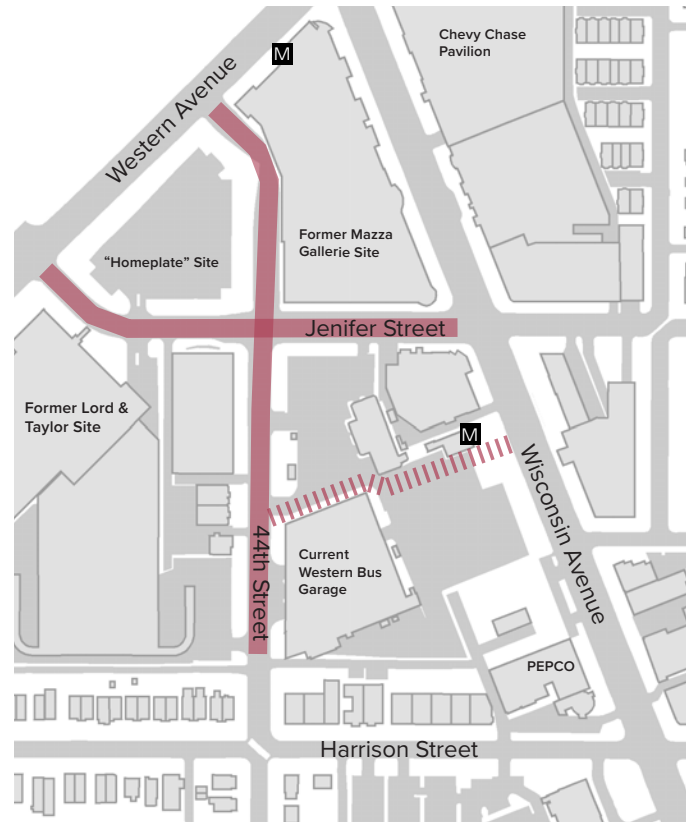 Chevy Chase
Pavilion
M
Western Avenue
Former Mazza
Gallerie Site
“Homeplate” Site
Jenifer Street
Former Lord &
Taylor Site
M
Wisconsin Avenue
44th Street
Current
Western Bus
Garage
PEPCO
Harrison Street